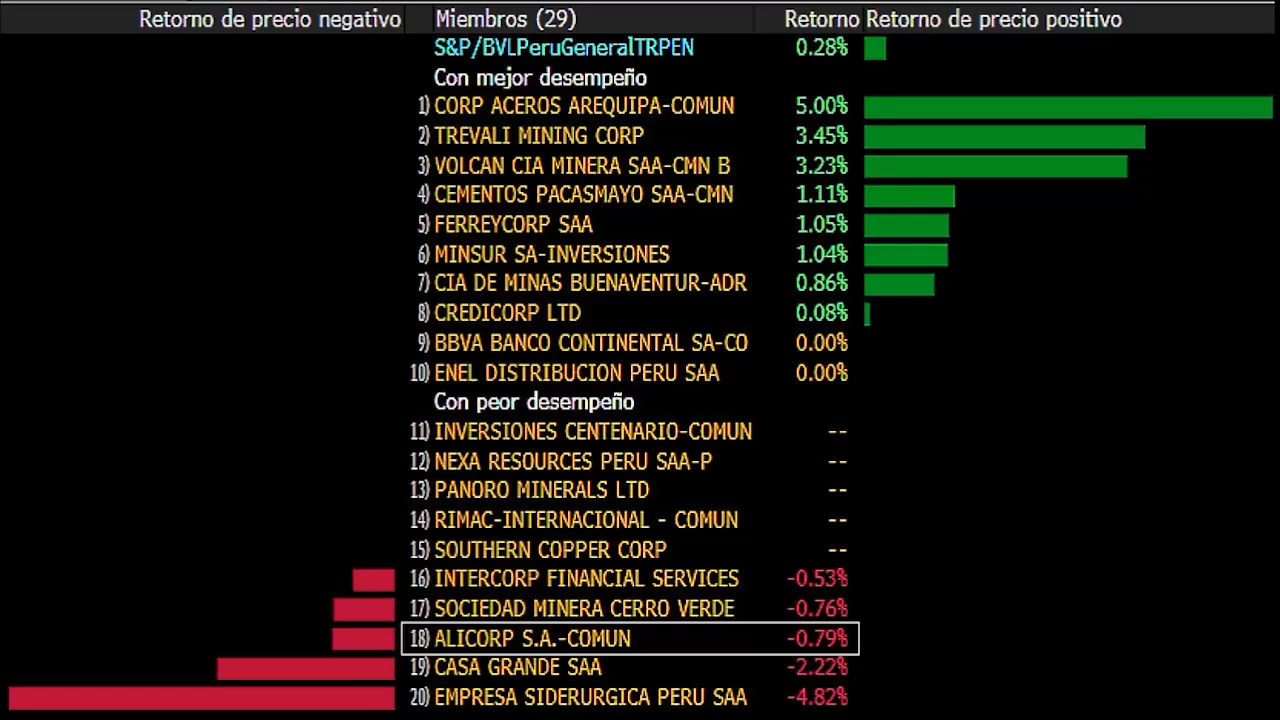 Retorno de precio negativo Miembros (29) Retorno Retorno de precio positivo
S&P/BVLPeruGeneralTRPEN 0.28%
Con mejor desempeño
1) CORP ACEROS AREQUIPA-COMUN 5.00%
2) TREVALI MINING CORP 3.45%
3) VOLCAN CIA MINERA SAA-CMN B 3.23%
4) CEMENTOS PACASMAYO SAA-CMN 1.11%
5) FERREYCORP SAA 1.05%
6) MINSUR SA-INVERSIONES 1.04%
7) CIA DE MINAS BUENAVENTUR-ADR 0.86%
8) CREDICORP LTD 0.08%
9) BBVA BANCO CONTINENTAL SA-CO 0.00%
10) ENEL DISTRIBUCION PERU SAA 0.00%
Con peor desempeño
11) INVERSIONES CENTENARIO-COMUN --
12) NEXA RESOURCES PERU SAA-P --
13) PANORO MINERALS LTD --
14) RIMAC-INTERNACIONAL - COMUN --
15) SOUTHERN COPPER CORP --
16) INTERCORP FINANCIAL SERVICES -0.53%
17) SOCIEDAD MINERA CERRO VERDE -0.76%
18) ALICORP S.A.-COMUN -0.79%
19) CASA GRANDE SAA -2.22%
20) EMPRESA SIDERURGICA PERU SAA -4.82%